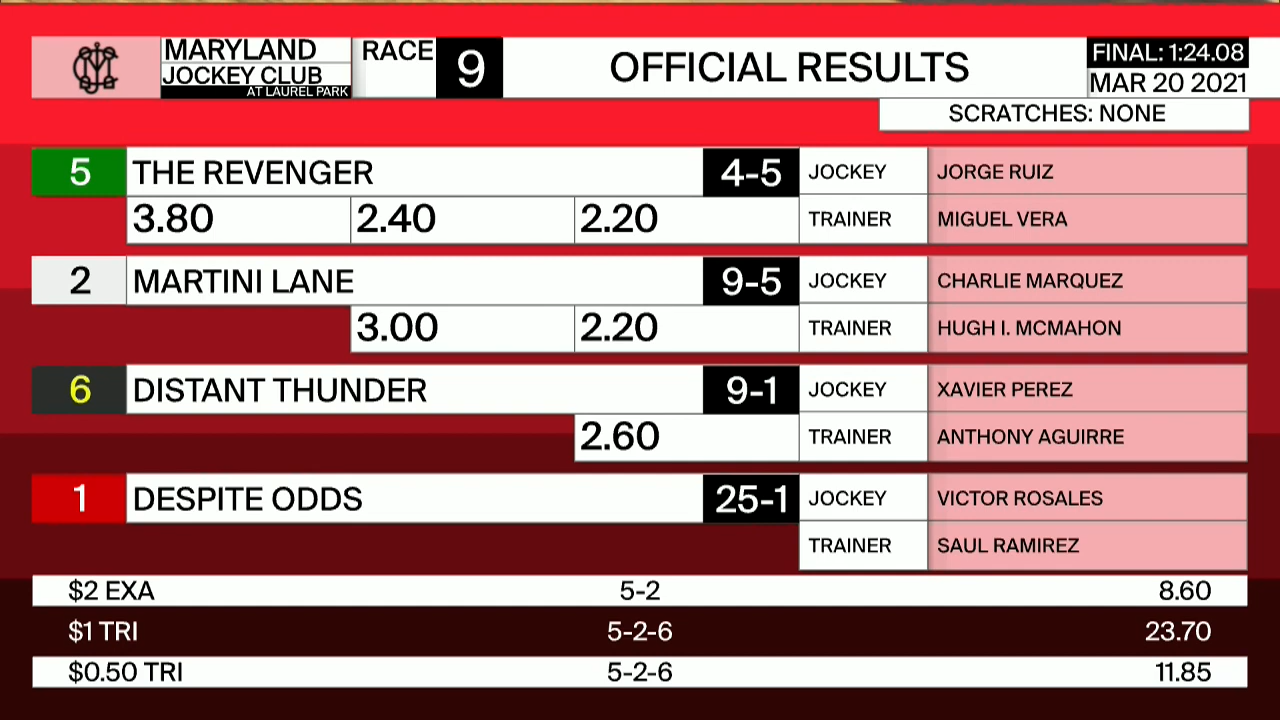 MARYLAND
JOCKEY CLUB
AT LAUREL PARK
RACE 9
OFFICIAL RESULTS
FINAL: 1:24.08
MAR 20 2021
SCRATCHES: NONE
5 THE REVENGER 4-5 JOCKEY JORGE RUIZ
3.80 2.40 2.20 TRAINER MIGUEL VERA
2 MARTINI LANE 9-5 JOCKEY CHARLIE MARQUEZ
3.00 2.20 TRAINER HUGH I. MCMAHON
6 DISTANT THUNDER 9-1 JOCKEY XAVIER PEREZ
2.60 TRAINER ANTHONY AGUIRRE
1 DESPITE ODDS 25-1 JOCKEY VICTOR ROSALES
TRAINER SAUL RAMIREZ
$2 EXA 5-2 8.60
$1 TRI 5-2-6 23.70
$0.50 TRI 5-2-6 11.85